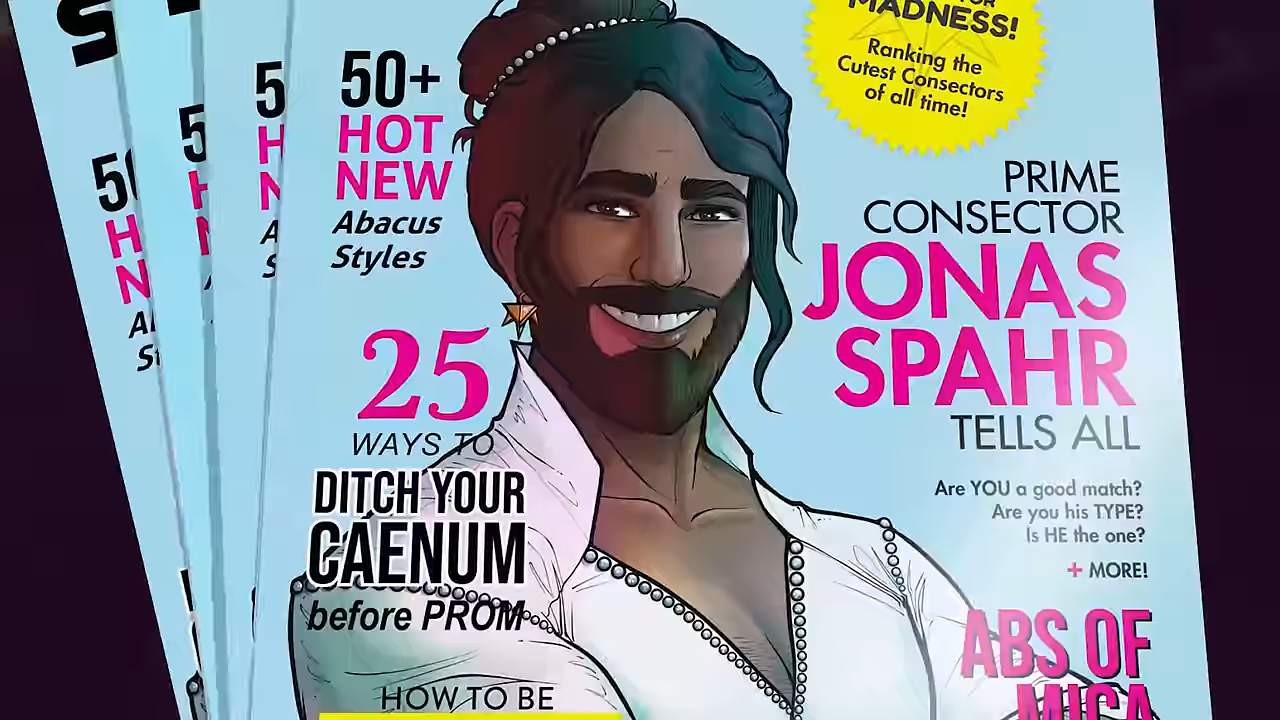 50+
HOT
NEW
Abacus
Styles
25
WAYS TO
DITCH YOUR
CAENUM
before PROM
HOW TO BE
MADNESS!
Ranking the
Cutest Consectors
of all time!
PRIME
CONSECTOR
JONAS
SPAHR
TELLS ALL
Are YOU a good match?
Are you his TYPE?
Is HE the one?
+ MORE!
ABS OF
MICA